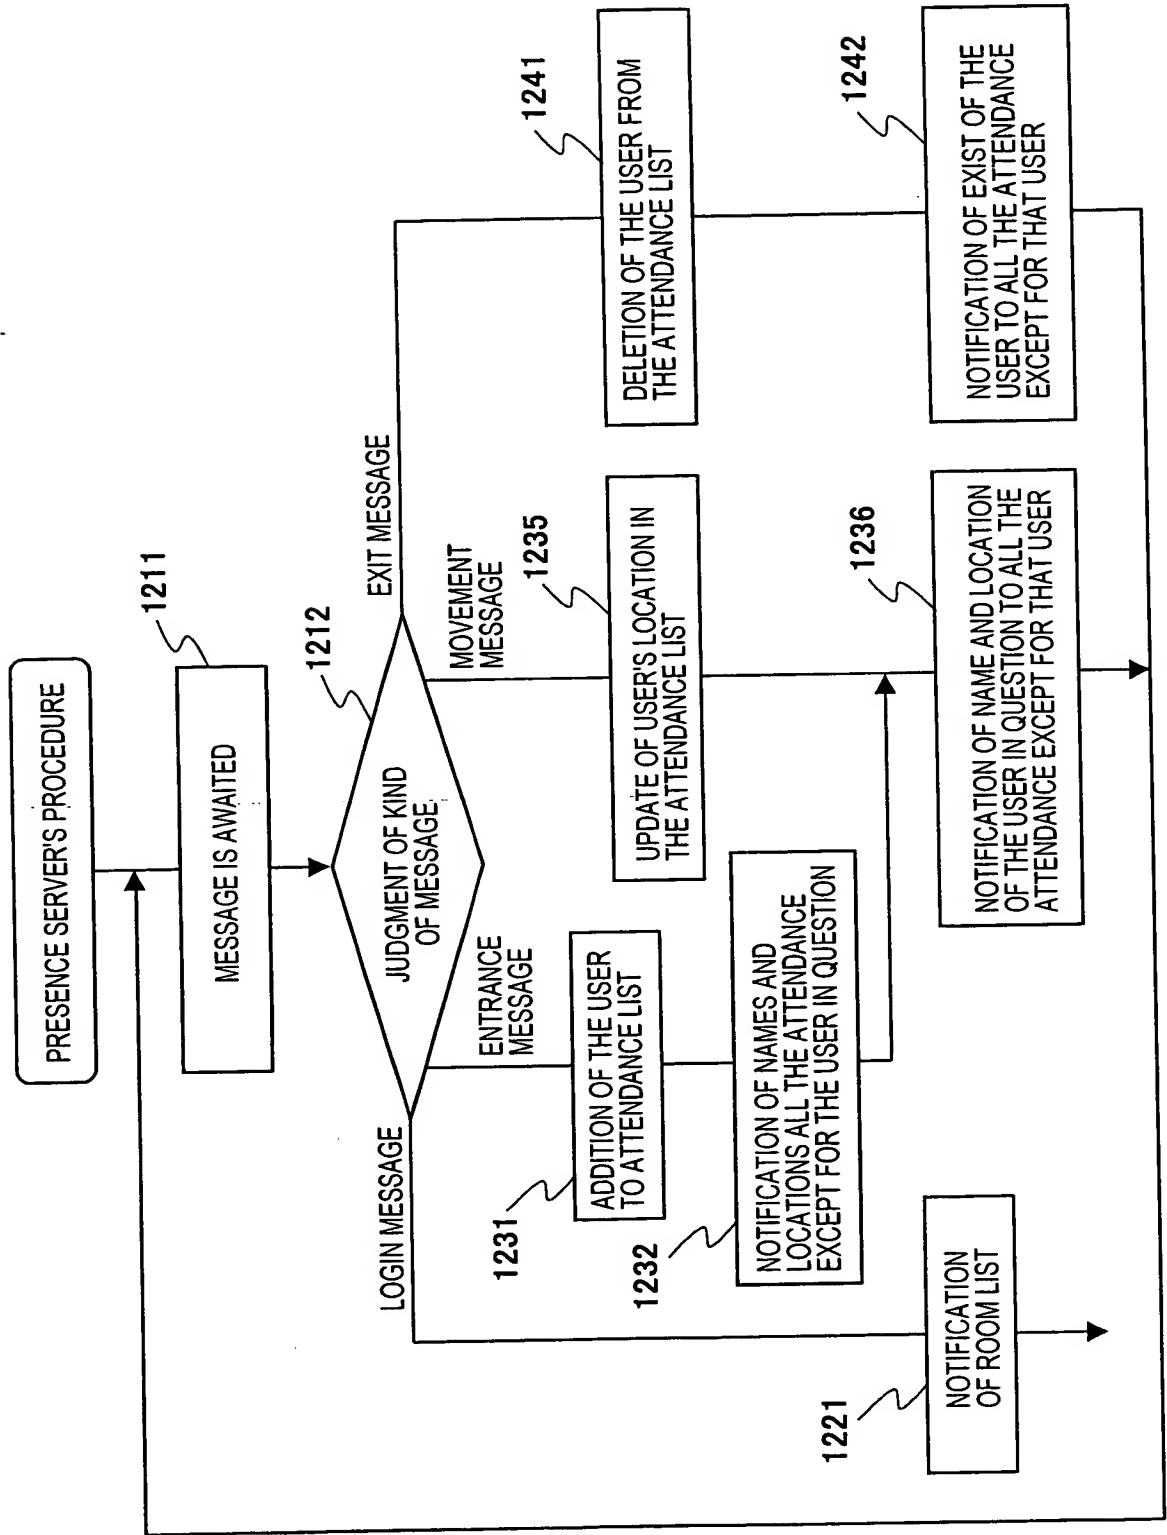 PRESENCE SERVER'S PROCEDURE
1211
MESSAGE IS AWAITED
1212
JUDGMENT OF KIND
OF MESSAGE
LOGIN MESSAGE
ENTRANCE
MESSAGE
MOVEMENT
MESSAGE
EXIT MESSAGE
1221
NOTIFICATION
OF ROOM LIST
1231
ADDITION OF THE USER
TO ATTENDANCE LIST
1232
NOTIFICATION OF NAMES AND
LOCATIONS ALL THE ATTENDANCE
EXCEPT FOR THE USER IN QUESTION
1235
UPDATE OF USER'S LOCATION IN
THE ATTENDANCE LIST
1236
NOTIFICATION OF NAME AND LOCATION
OF THE USER IN QUESTION TO ALL THE
ATTENDANCE EXCEPT FOR THAT USER
1241
DELETION OF THE USER FROM
THE ATTENDANCE LIST
1242
NOTIFICATION OF EXIST OF THE
USER TO ALL THE ATTENDANCE
EXCEPT FOR THAT USER